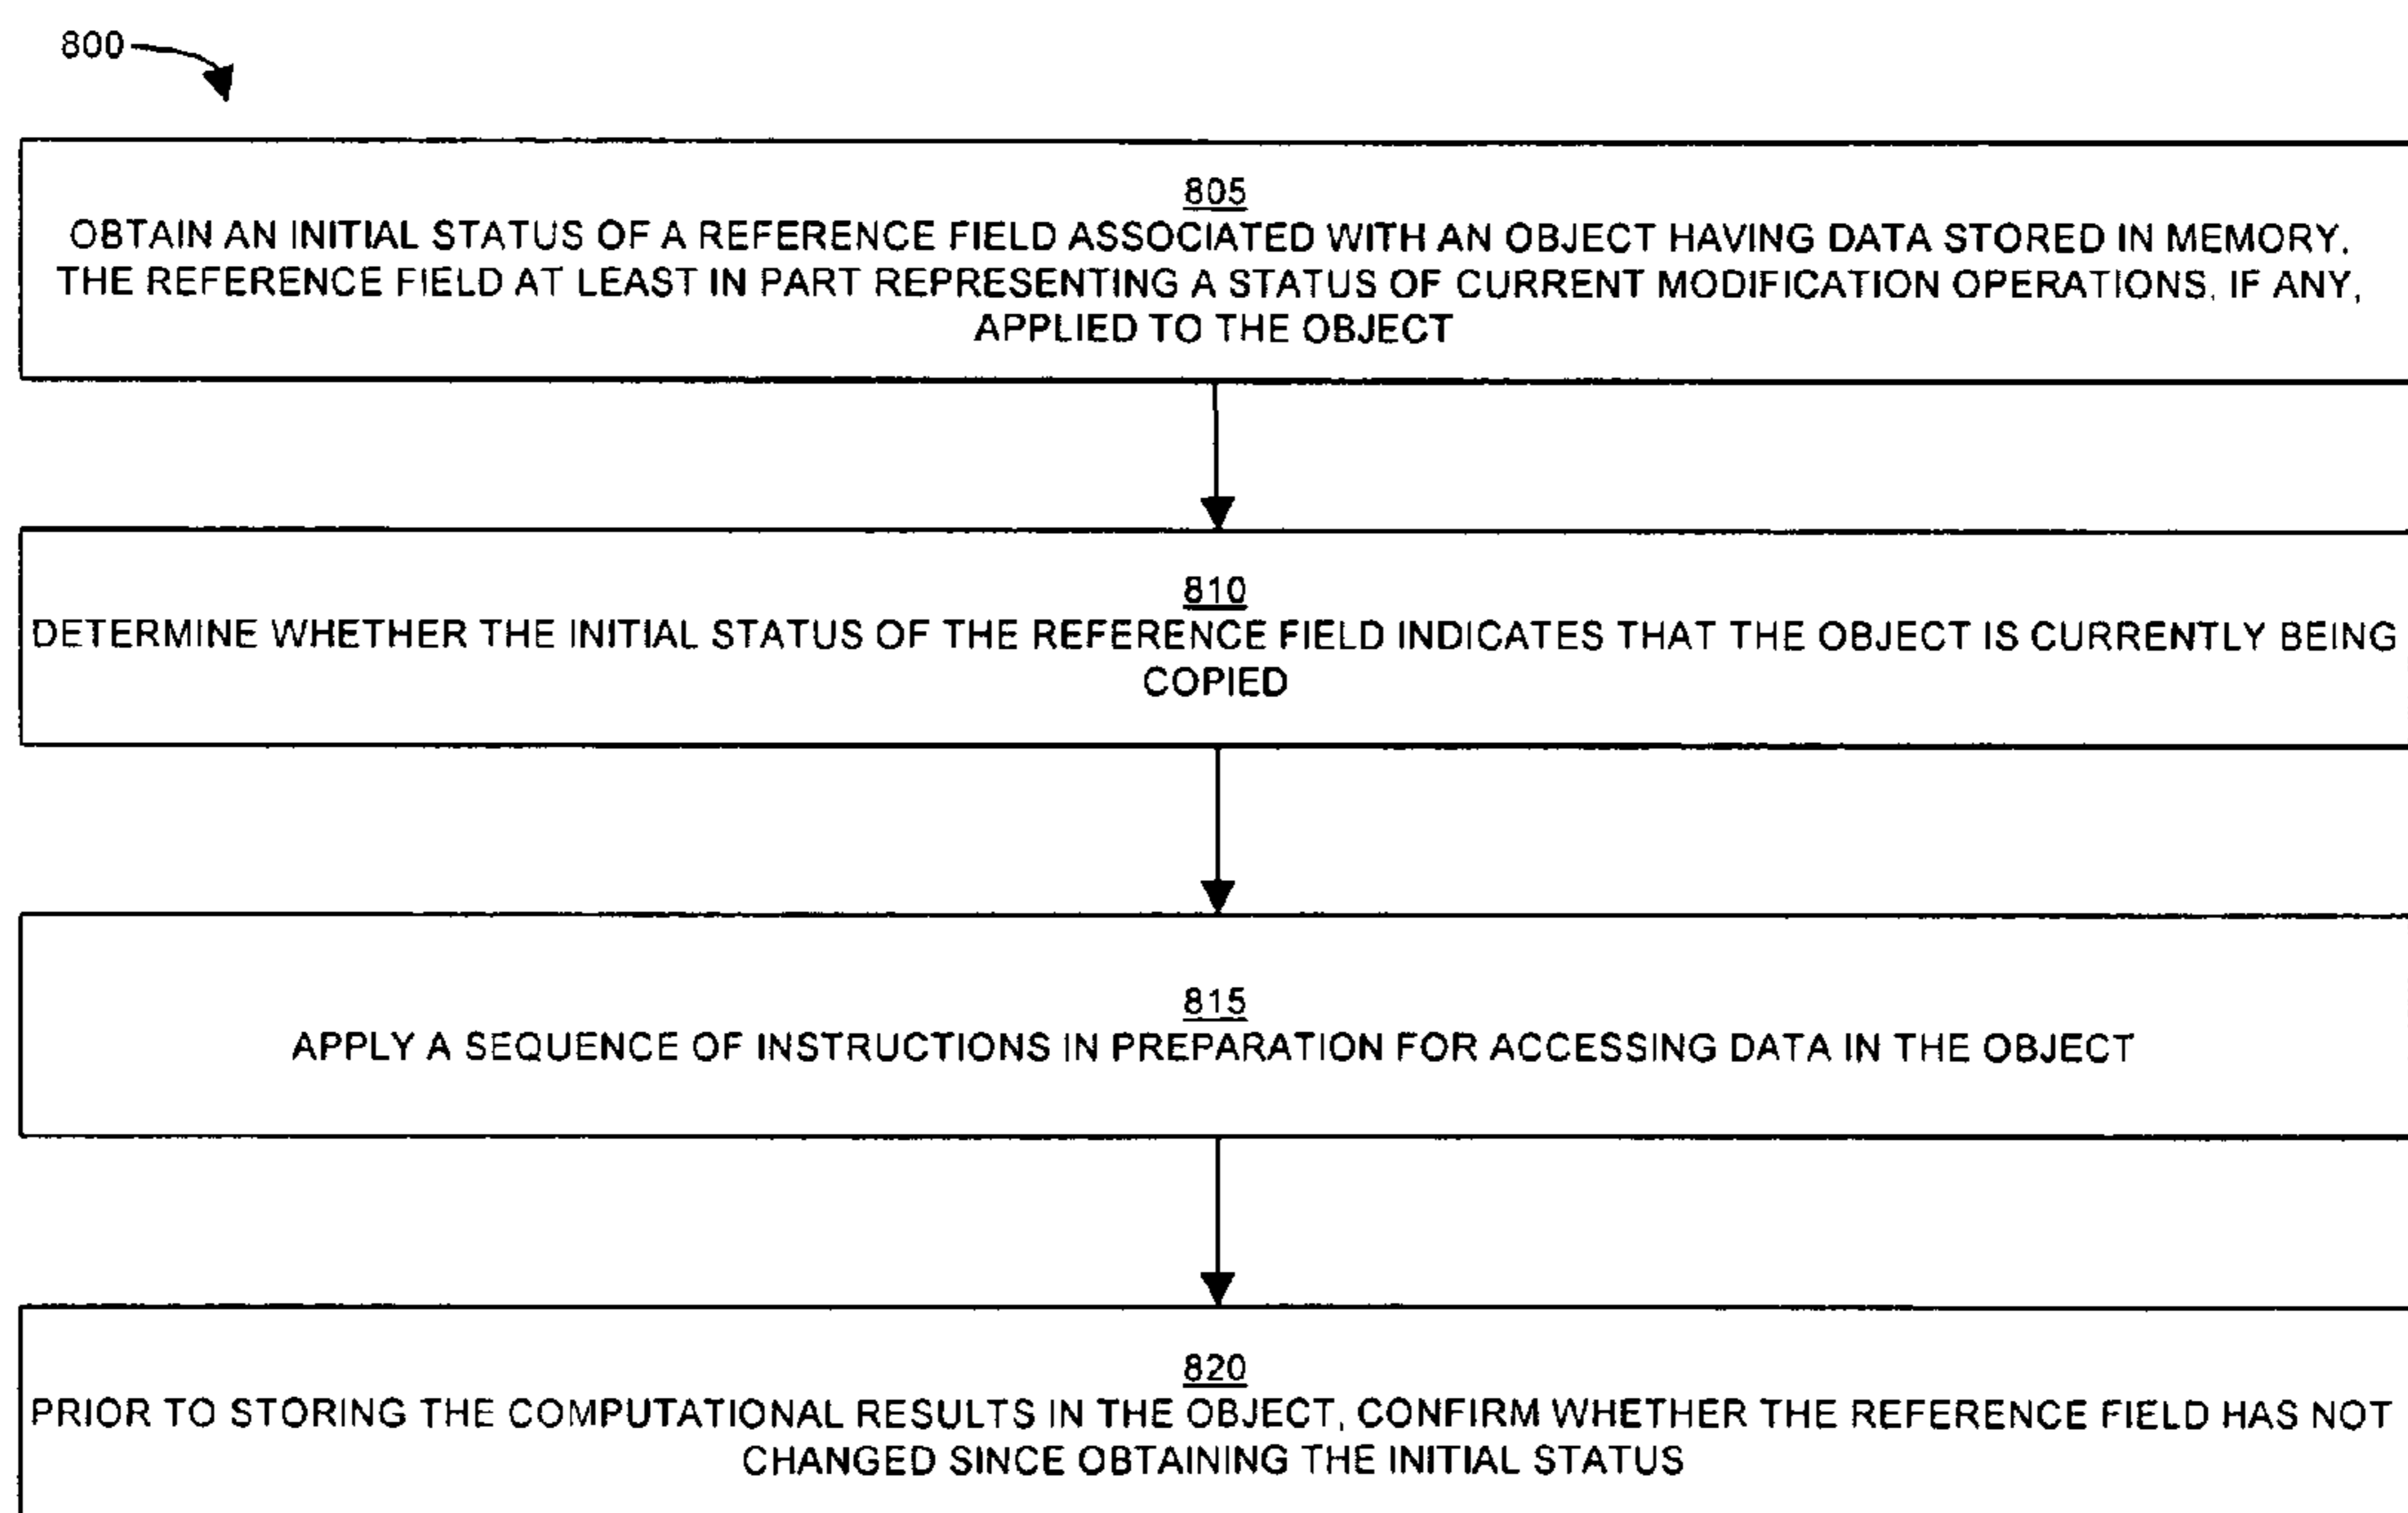 800
805
OBTAIN AN INITIAL STATUS OF A REFERENCE FIELD ASSOCIATED WITH AN OBJECT HAVING DATA STORED IN MEMORY.
THE REFERENCE FIELD AT LEAST IN PART REPRESENTING A STATUS OF CURRENT MODIFICATION OPERATIONS, IF ANY,
APPLIED TO THE OBJECT
810
DETERMINE WHETHER THE INITIAL STATUS OF THE REFERENCE FIELD INDICATES THAT THE OBJECT IS CURRENTLY BEING
COPIED
815
APPLY A SEQUENCE OF INSTRUCTIONS IN PREPARATION FOR ACCESSING DATA IN THE OBJECT
820
PRIOR TO STORING THE COMPUTATIONAL RESULTS IN THE OBJECT, CONFIRM WHETHER THE REFERENCE FIELD HAS NOT
CHANGED SINCE OBTAINING THE INITIAL STATUS